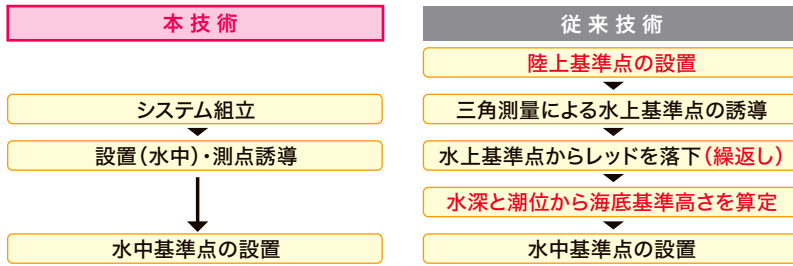 本技術
システム組立
設置(水中)・測点誘導
水中基準点の設置
従来技術
陸上基準点の設置
三角測量による水上基準点の誘導
水上基準点からレッドを落下(繰返し)
水深と潮位から海底基準高さを算定
水中基準点の設置